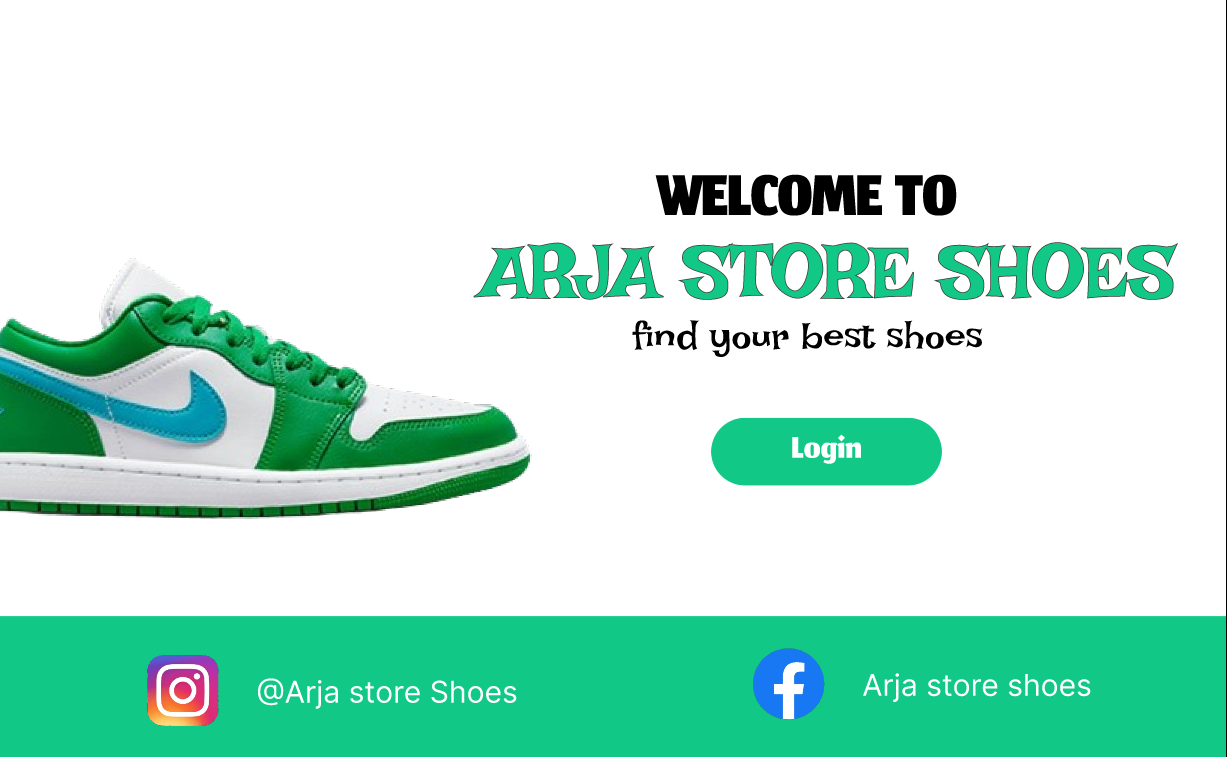 WELCOME TO
ARJA STORE SHOES
find your best shoes
Login
@Arja store Shoes
Arja store shoes